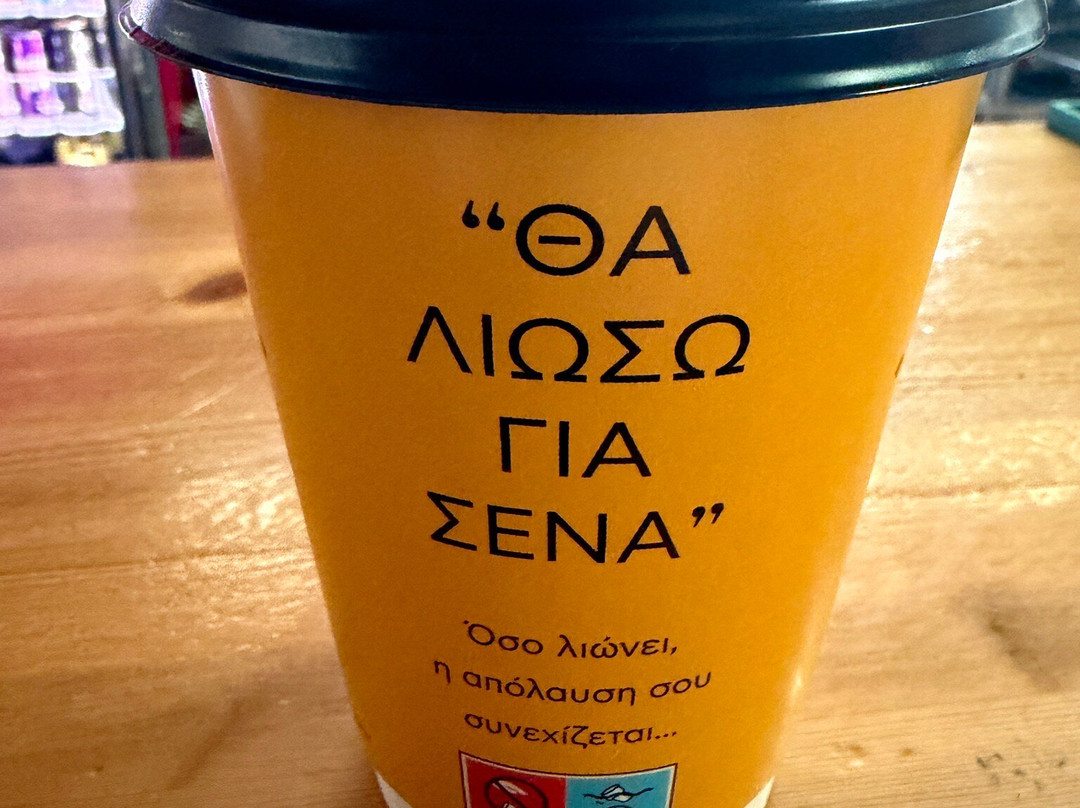 “ΘΑ
ΛΙΩΣΩ
ΓΙΑ
ΣΕΝΑ”
Όσο λιώνει,
η απόλαυση σου
συνεχίζεται...